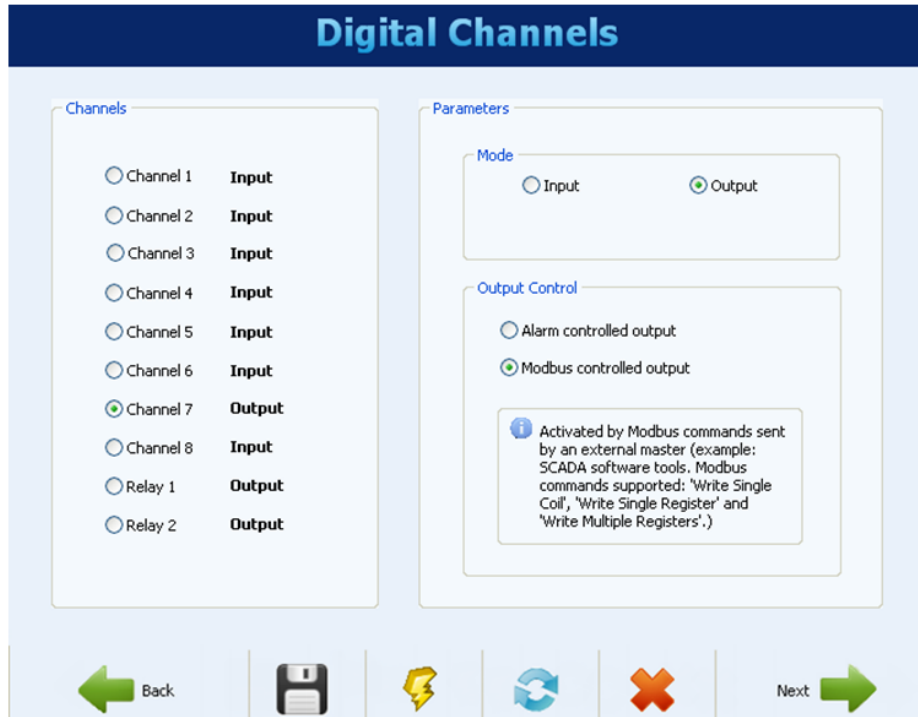 Digital Channels
Channels
Channel 1 Input
Channel 2 Input
Channel 3 Input
Channel 4 Input
Channel 5 Input
Channel 6 Input
Channel 7 Output
Channel 8 Input
Relay 1 Output
Relay 2 Output
Parameters
Mode
Input Output
Output Control
Alarm controlled output
Modbus controlled output
Activated by Modbus commands sent
by an external master (example:
SCADA software tools. Modbus
commands supported: 'Write Single
Coil', 'Write Single Register' and
'Write Multiple Registers'.)
Back Next